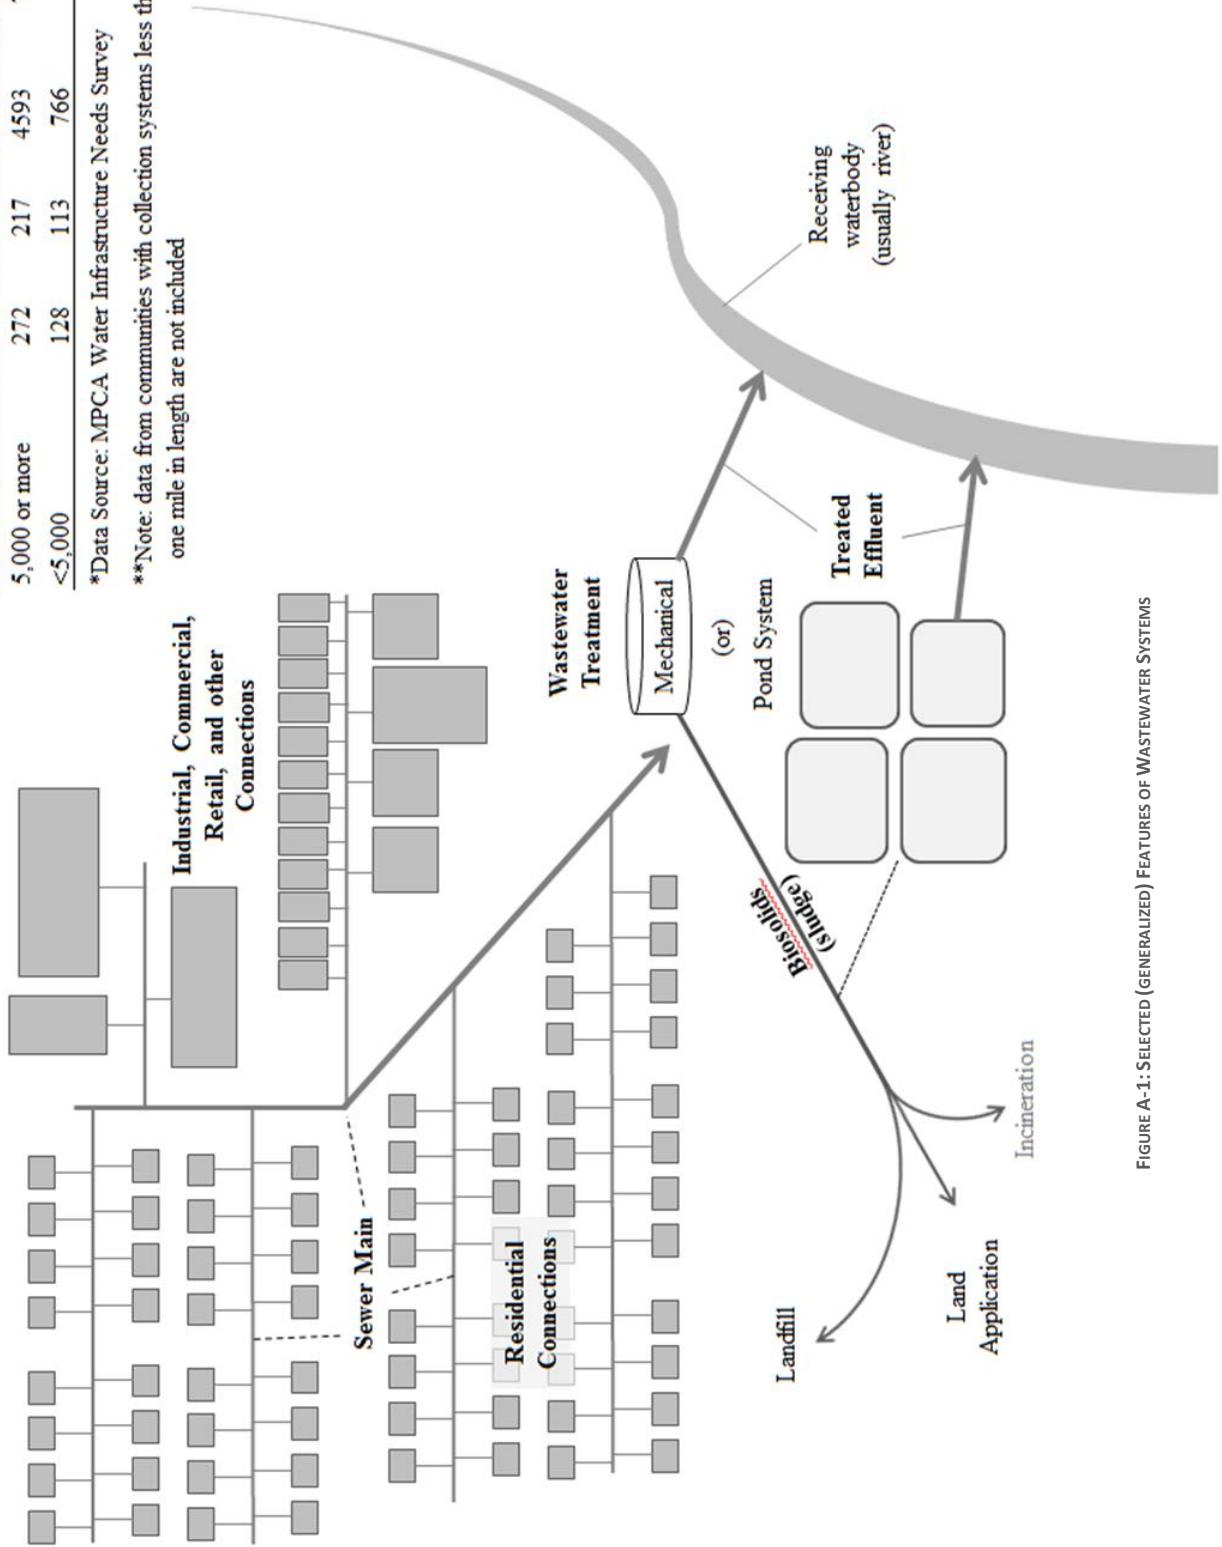 5,000 or more 272 217 4593
<5,000 128 113 766
*Data Source: MPCA Water Infrastructure Needs Survey
**Note: data from communities with collection systems less
one mile in length are not included
Industrial, Commercial,
Retail, and other
Connections
Wastewater
Treatment
Mechanical
(or)
Pond System
Treated
Effluent
Receiving
waterbody
(usually river)
Sewer Main
Residential
Connections
Biosolids
(sludge)
Landfill
Land
Application
Incineration
FIGURE A-1: SELECTED (GENERALIZED) FEATURES OF WASTEWATER SYSTEMS